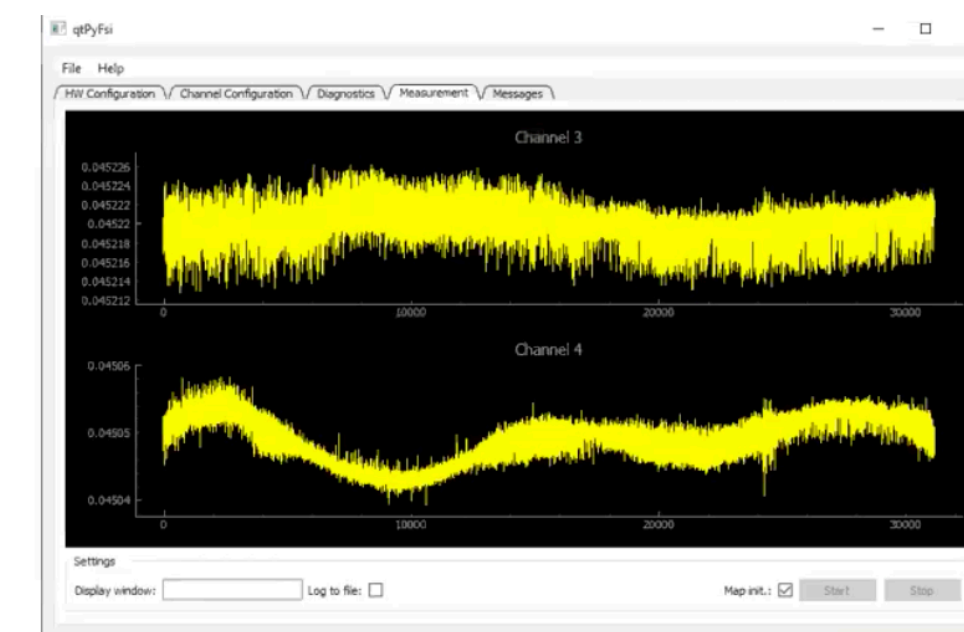 qtPyFsi
File Help
HW Configuration Channel Configuration Diagnostics Measurement Messages
Channel 3
0.045226
0.045224
0.045222
0.04522
0.045218
0.045216
0.045214
0.045212
0 10000 20000 30000
Channel 4
0.04506
0.04505
0.04504
0 10000 20000 30000
Settings
Display window: Log to file: Map init.: Start Stop